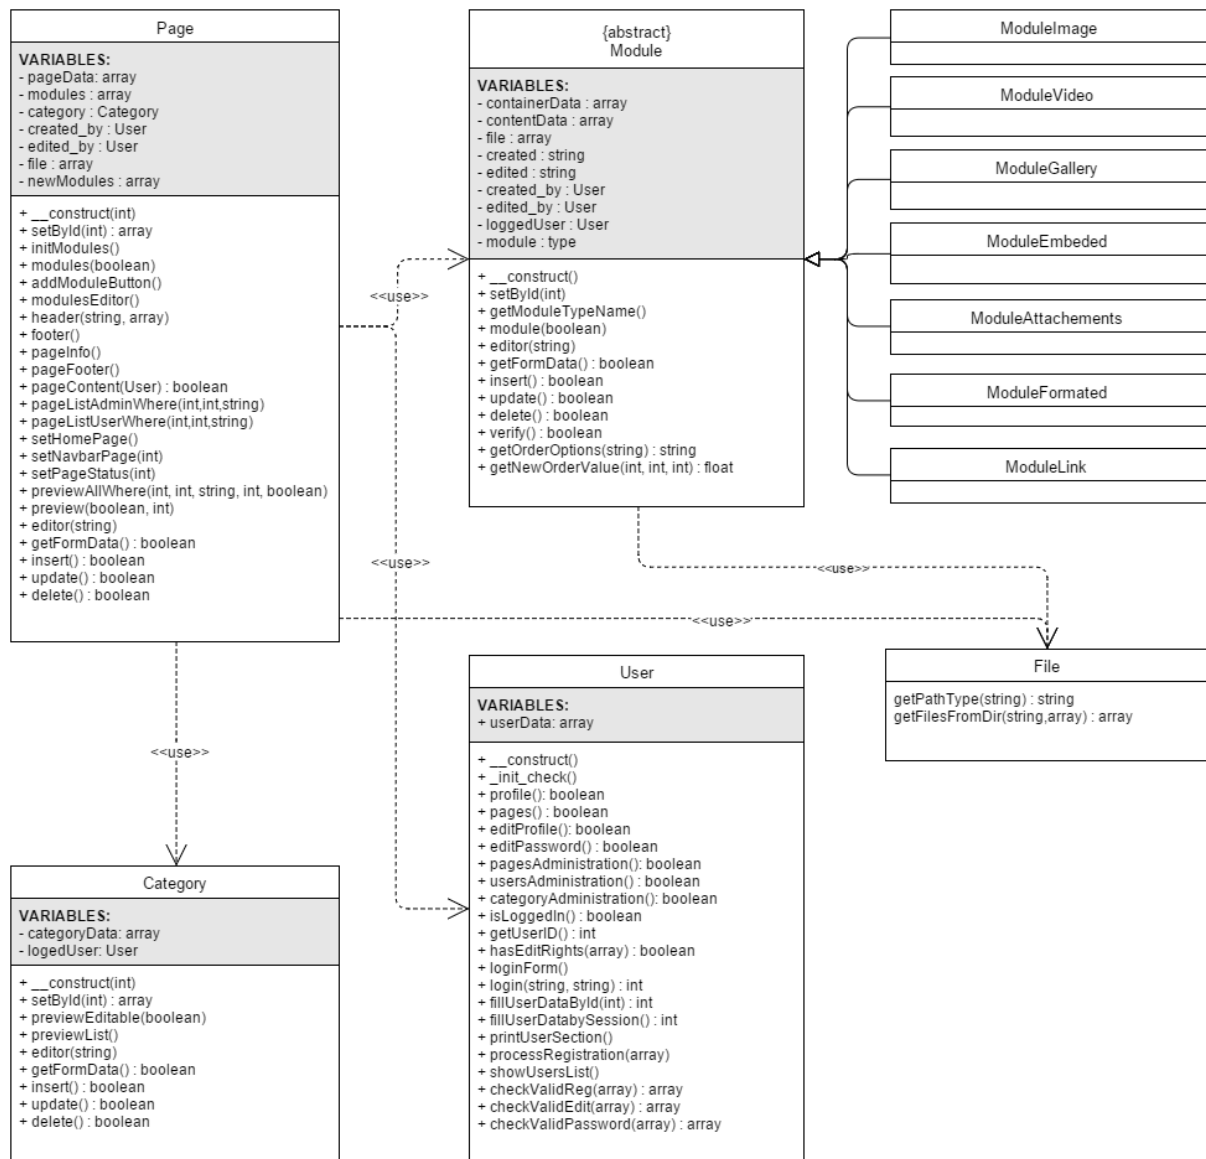 Page
VARIABLES:
- pageData: array
- modules : array
- category : Category
- created_by : User
- edited_by : User
- file : array
- newModules : array
+ __construct(int)
+ setById(int) : array
+ initModules()
+ modules(boolean)
+ addModuleButton()
+ modulesEditor()
+ header(string, array)
+ footer()
+ pageInfo()
+ pageFooter()
+ pageContent(User) : boolean
+ pageListAdminWhere(int,int,string)
+ pageListUserWhere(int,int,string)
+ setHomePage()
+ setNavbarPage(int)
+ setPageStatus(int)
+ previewAllWhere(int, int, string, int, boolean)
+ preview(boolean, int)
+ editor(string)
+ getFormData() : boolean
+ insert() : boolean
+ update() : boolean
+ delete() : boolean
{abstract}
Module
VARIABLES:
- containerData : array
- contentData : array
- file : array
- created : string
- edited : string
- created_by : User
- edited_by : User
- loggedUser : User
- module : type
+ __construct()
+ setById(int)
+ getModuleTypeName()
+ module(boolean)
+ editor(string)
+ getFormData() : boolean
+ insert() : boolean
+ update() : boolean
+ delete() : boolean
+ verify() : boolean
+ getOrderOptions(string) : string
+ getNewOrderValue(int, int, int) : float
ModuleImage
ModuleVideo
ModuleGallery
ModuleEmbeded
ModuleAttachements
ModuleFormated
ModuleLink
<<use>>
<<use>>
<<use>>
<<use>>
<<use>>
File
getPathType(string) : string
getFilesFromDir(string,array) : array
User
VARIABLES:
+ userData: array
+ __construct()
+ _init_check()
+ profile(): boolean
+ pages() : boolean
+ editProfile(): boolean
+ editPassword() : boolean
+ pagesAdministration(): boolean
+ usersAdministration() : boolean
+ categoryAdministration(): boolean
+ isLoggedIn() : boolean
+ getUserID() : int
+ hasEditRights(array) : boolean
+ loginForm()
+ login(string, string) : int
+ fillUserDataById(int) : int
+ fillUserDatabySession() : int
+ printUserSection()
+ processRegistration(array)
+ showUsersList()
+ checkValidReg(array) : array
+ checkValidEdit(array) : array
+ checkValidPassword(array) : array
Category
VARIABLES:
- categoryData: array
- logedUser: User
+ __construct(int)
+ setById(int) : array
+ previewEditable(boolean)
+ previewList()
+ editor(string)
+ getFormData() : boolean
+ insert() : boolean
+ update() : boolean
+ delete() : boolean